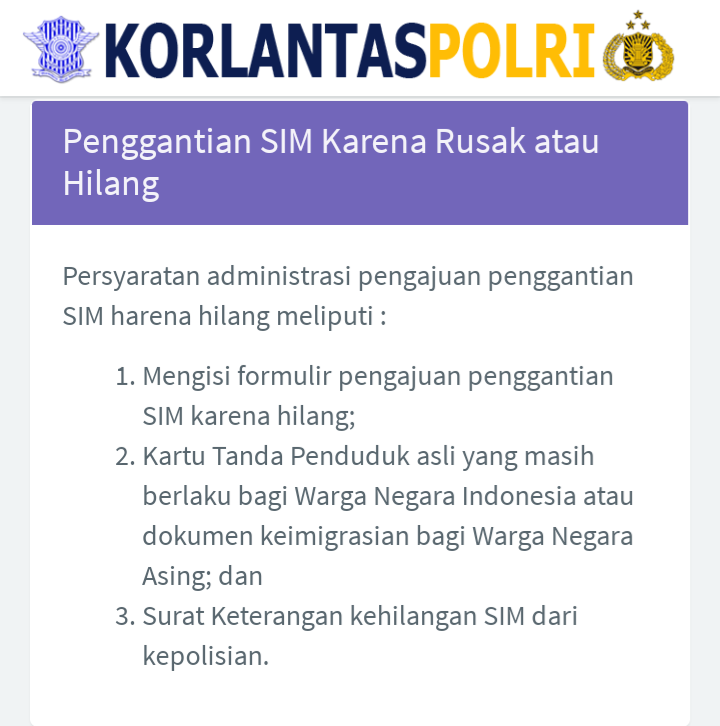 KORLANTASPOLRI
Penggantian SIM Karena Rusak atau
Hilang
Persyaratan administrasi pengajuan penggantian
SIM harena hilang meliputi :
1. Mengisi formulir pengajuan penggantian
SIM karena hilang;
2. Kartu Tanda Penduduk asli yang masih
berlaku bagi Warga Negara Indonesia atau
dokumen keimigrasian bagi Warga Negara
Asing; dan
3. Surat Keterangan kehilangan SIM dari
kepolisian.